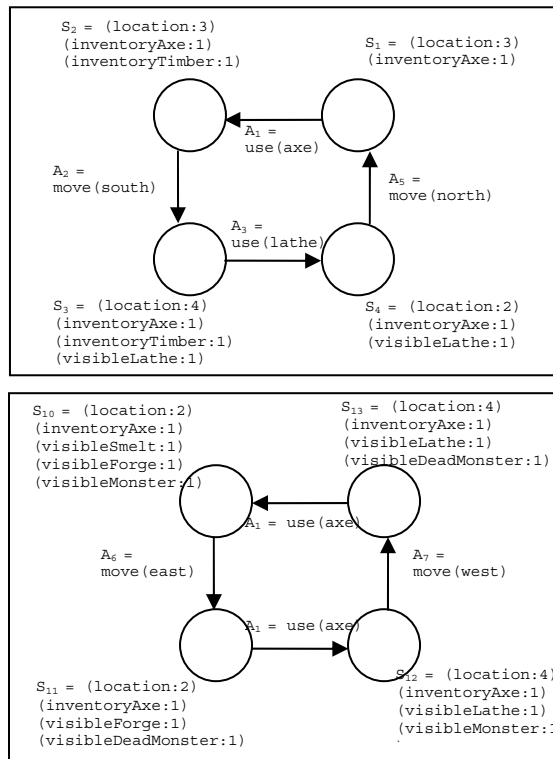 S₂ = (location:3)
(inventoryAxe:1)
(inventoryTimber:1)
S₁ = (location:3)
(inventoryAxe:1)
A₁ =
use(axe)
A₂ =
move(south)
A₅ =
move(north)
A₃ =
use(lathe)
S₃ = (location:4)
(inventoryAxe:1)
(inventoryTimber:1)
(visibleLathe:1)
S₄ = (location:2)
(inventoryAxe:1)
(visibleLathe:1)
S₁₀ = (location:2)
(inventoryAxe:1)
(visibleSmelt:1)
(visibleForge:1)
(visibleMonster:1)
S₁₃ = (location:4)
(inventoryAxe:1)
(visibleLathe:1)
(visibleDeadMonster:1)
A₁ = use(axe)
A₆ =
move(east)
A₇ =
move(west)
A₁ = use(axe)
S₁₁ = (location:2)
(inventoryAxe:1)
(visibleForge:1)
(visibleDeadMonster:1)
S₁₂ = (location:4)
(inventoryAxe:1)
(visibleLathe:1)
(visibleMonster:1